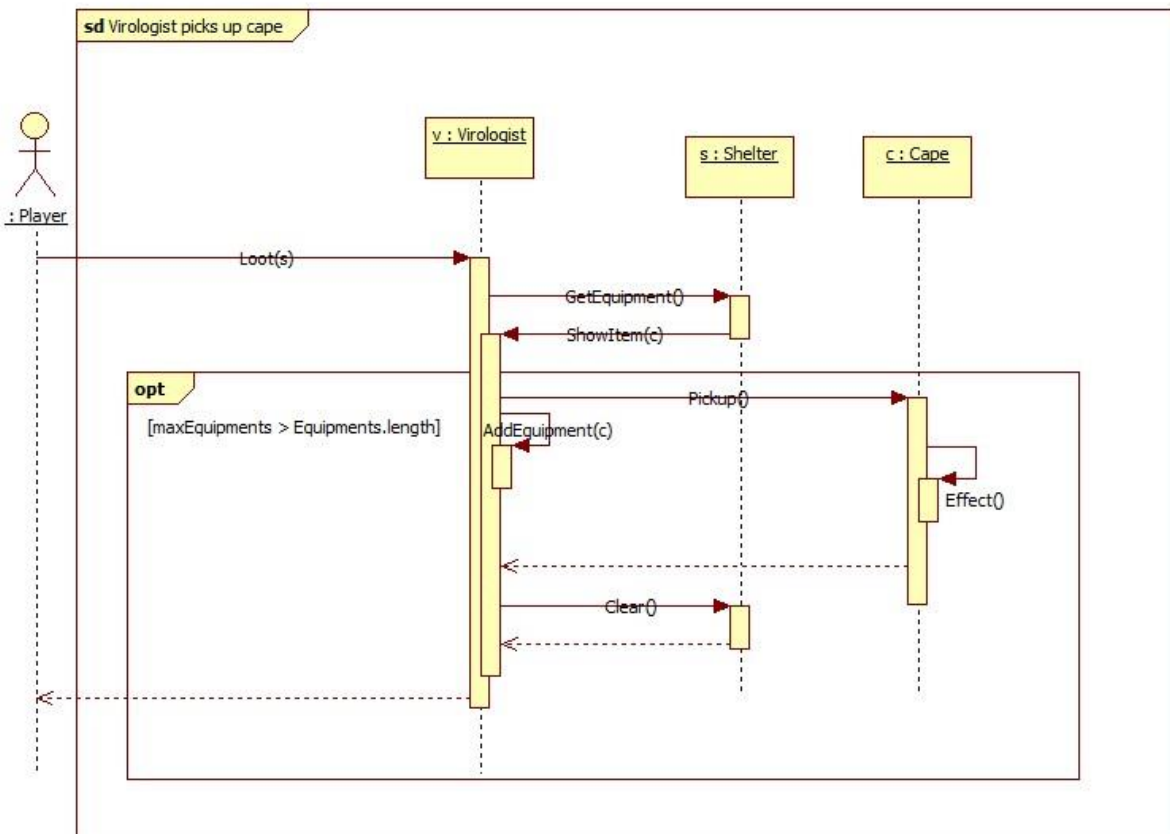 sd Virologist picks up cape
: Player
v : Virologist
s : Shelter
c : Cape
Loot(s)
GetEquipment()
ShowItem(c)
opt
[maxEquipments > Equipments.length]
Pickup()
AddEquipment(c)
Effect()
Clear()